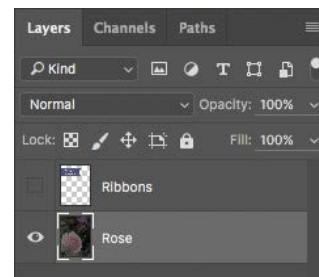 Layers Channels Paths
Kind
Normal Opacity: 100%
Lock: Fill: 100%
Ribbons
Rose